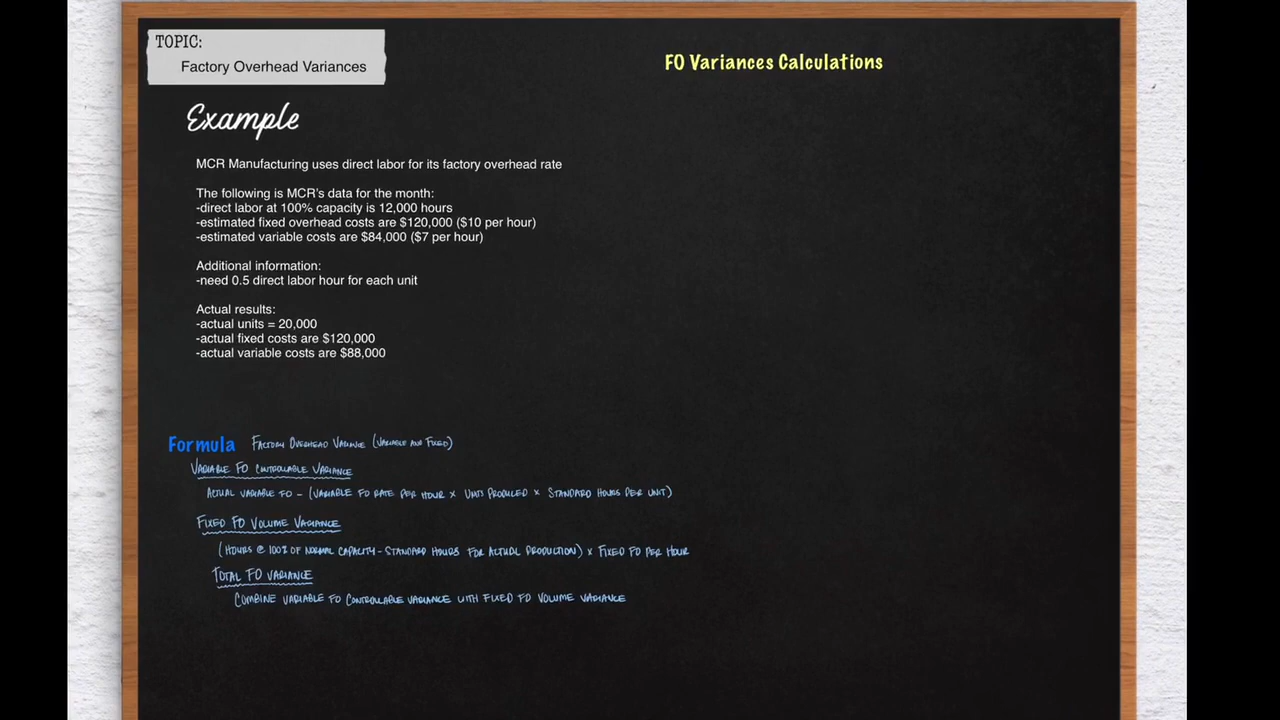 TOPIC:
Factory Overhead Variances
FO Variances Calculations
Example
MCR Manufacturing uses direct labor for its factory overhead rate
The following is MCR's data for the month:
-direct labor at 100% capacity is 12,000 hours
-estimated fixed overhead costs are $120,000 ($10 per hour)
-estimated variable costs are $84,000 ($7 per hour)
Additional information:
-need 0.5 direct labor hour for each unit
Actual results:
-actual units = 20,000
-actual fixed costs are $120,000
-actual variable costs are $88,000
Formula FACTORY OVERHEAD VARIANCE (VARIABLE AND FIXED)
VARIABLE FO CONTROLLABLE VARIANCE
ACTUAL VARIABLE FO - (VARIABLE FO RATE PER HOUR × UNITS PRODUCED × STANDARD HOURS PER UNIT)
FIXED FO VOLUME VARIANCE
(HOURS @ 100% OF NORMAL CAPACITY - STANDARD HOURS FOR ACTUAL PRODUCTION) × FIXED FO PER HOUR
TOTAL FO VARIANCE
COMBINE VARIABLE FO CONTROLLABLE VARIANCE WITH FIXED FO VOLUME VARIANCE